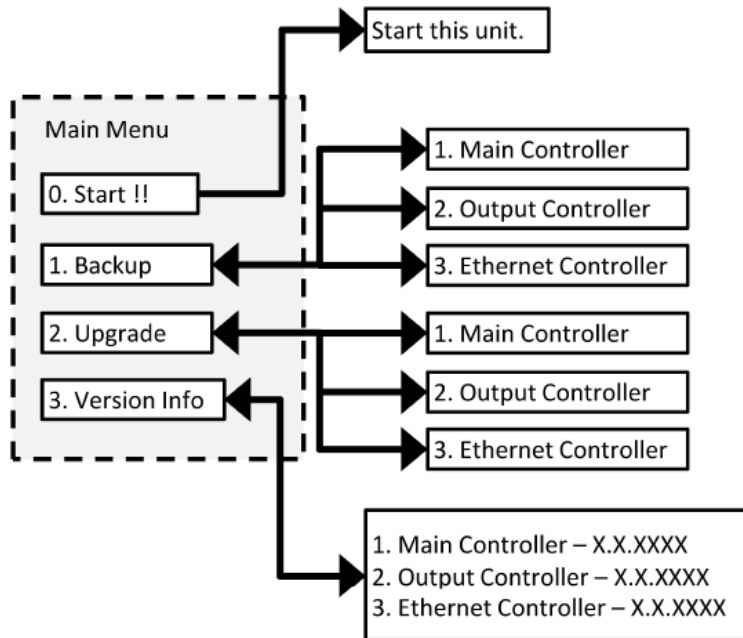 Start this unit.
Main Menu
0. Start !!
1. Backup
2. Upgrade
3. Version Info
1. Main Controller
2. Output Controller
3. Ethernet Controller
1. Main Controller
2. Output Controller
3. Ethernet Controller
1. Main Controller – X.X.XXXX
2. Output Controller – X.X.XXXX
3. Ethernet Controller – X.X.XXXX